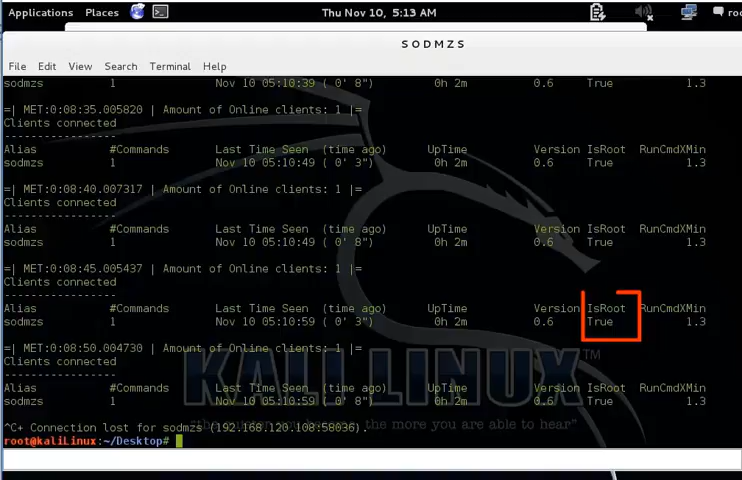 Applications Places Thu Nov 10, 5:13 AM roo
S O D M Z S
File Edit View Search Terminal Help
sodmzs 1 Nov 10 05:10:39 ( 0' 8") 0h 2m 0.6 True 1.3
=| MET:0:08:35.005820 | Amount of Online clients: 1 |=
Clients connected
-----------------
Alias #Commands Last Time Seen (time ago) UpTime Version IsRoot RunCmdXMin
sodmzs 1 Nov 10 05:10:49 ( 0' 3") 0h 2m 0.6 True 1.3
=| MET:0:08:40.007317 | Amount of Online clients: 1 |=
Clients connected
-----------------
Alias #Commands Last Time Seen (time ago) UpTime Version IsRoot RunCmdXMin
sodmzs 1 Nov 10 05:10:49 ( 0' 8") 0h 2m 0.6 True 1.3
=| MET:0:08:45.005437 | Amount of Online clients: 1 |=
Clients connected
-----------------
Alias #Commands Last Time Seen (time ago) UpTime Version IsRoot RunCmdXMin
sodmzs 1 Nov 10 05:10:59 ( 0' 3") 0h 2m 0.6 True 1.3
=| MET:0:08:50.004730 | Amount of Online clients: 1 |=
Clients connected
-----------------
KALI LINUX™
Alias #Commands Last Time Seen (time ago) UpTime Version IsRoot RunCmdXMin
sodmzs 1 Nov 10 05:10:59 ( 0' 8") 0h 2m 0.6 True 1.3
the more you are able to hear"
^C+ Connection lost for sodmzs (192.168.120.108:58036).
root@kaliLinux:~/Desktop#